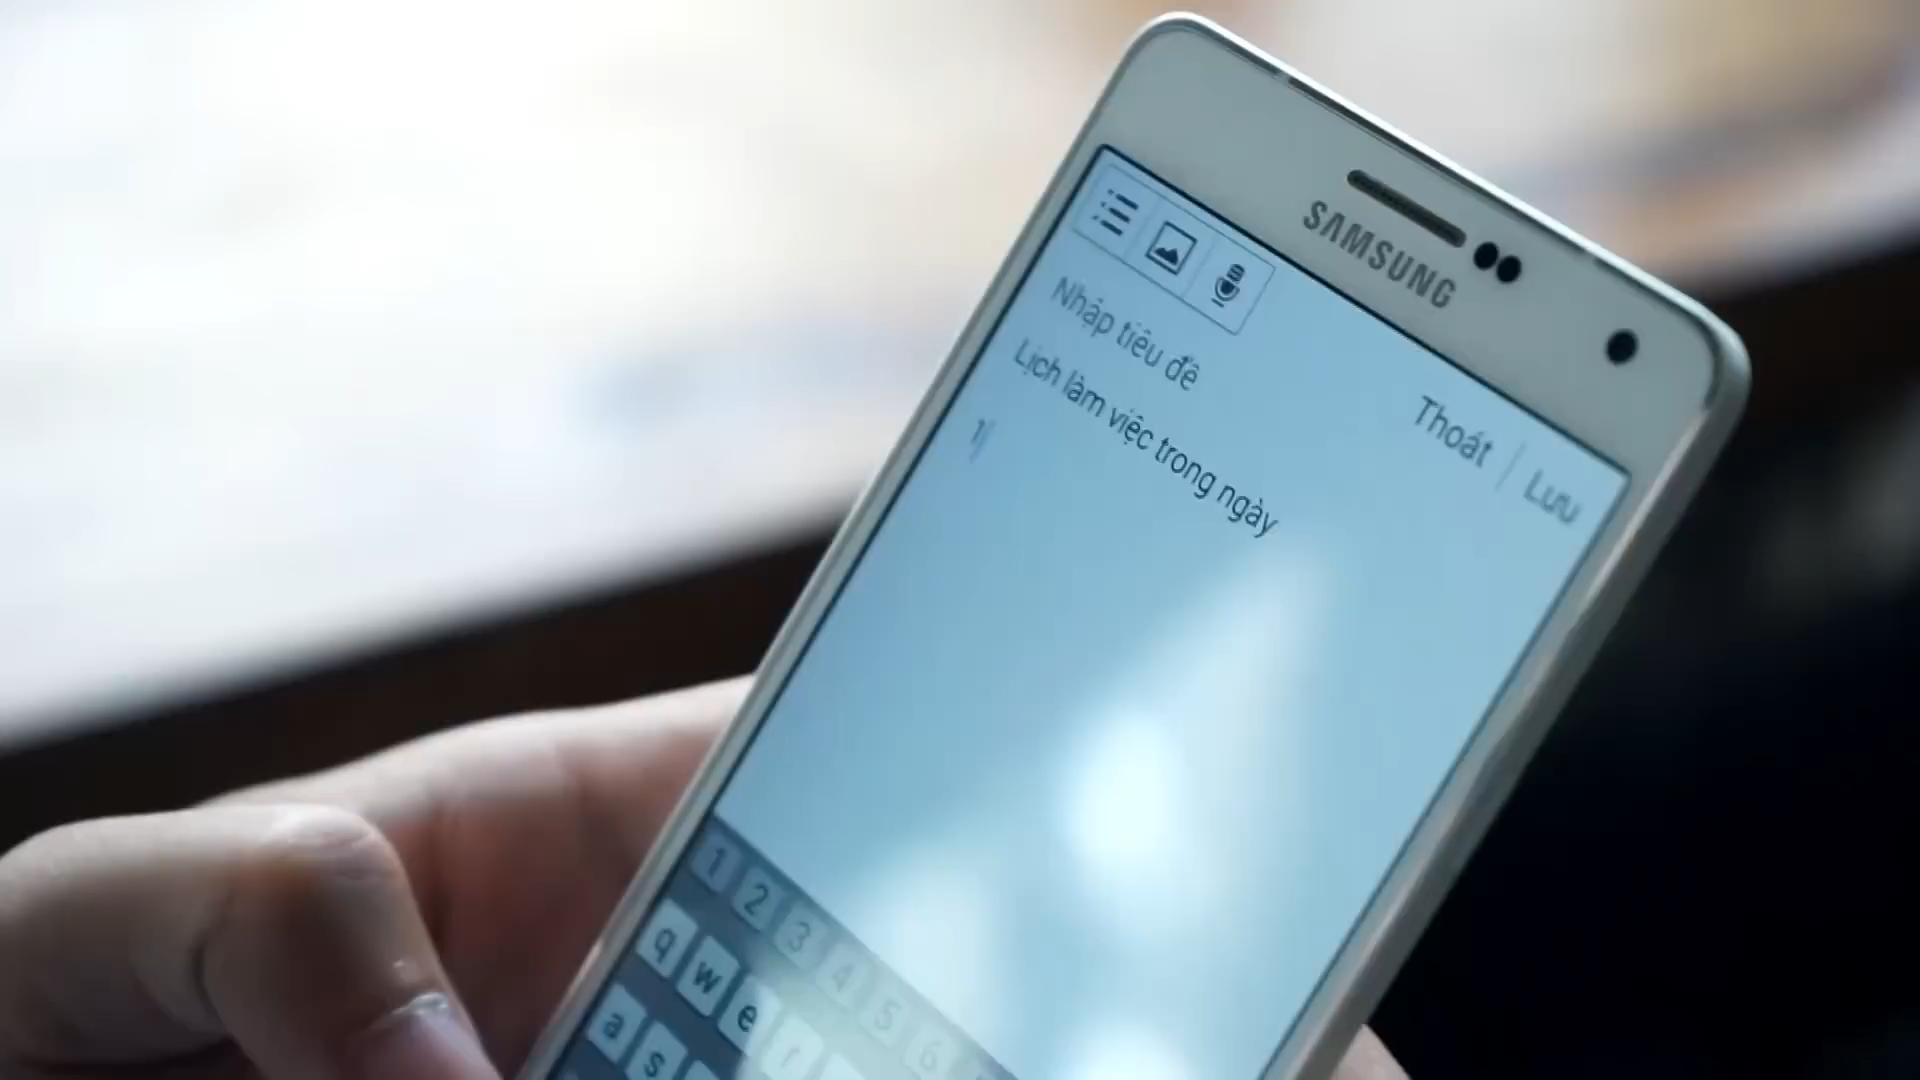 SAMSUNG
Thoát | Lưu
Nhập tiêu đề
Lịch làm việc trong ngày
1
1 2 3 4 5 6
q w e r
a s